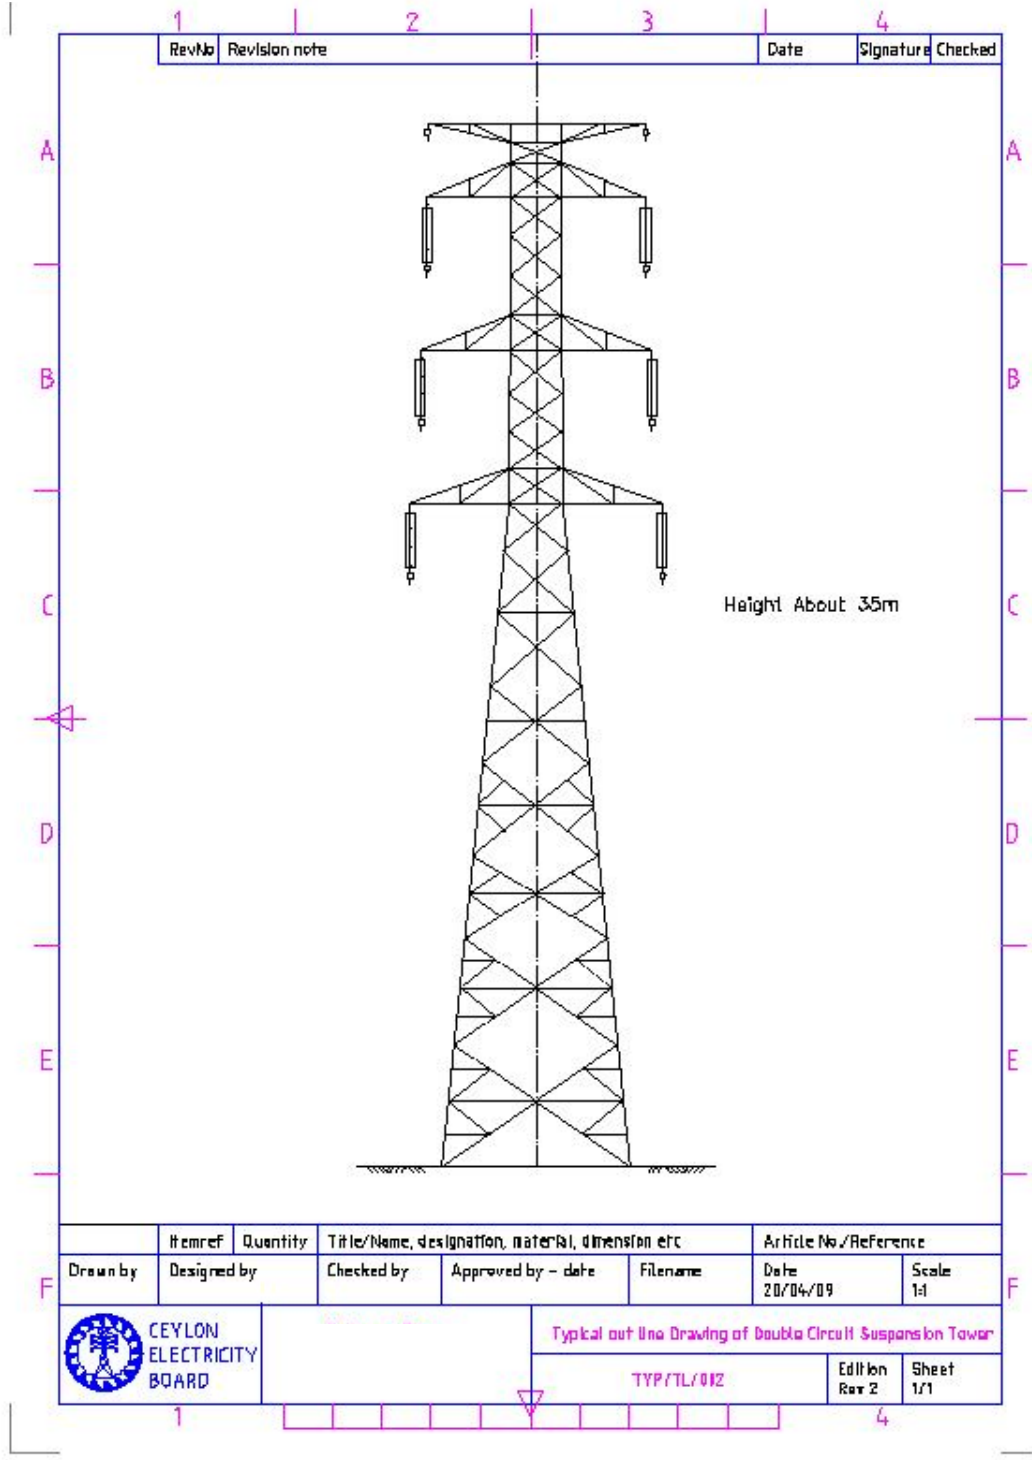 1 2 3 4
RevNo Revision note Date Signature Checked
A A
B B
Height About 35m
C C
D D
E E
Itemref Quantity Title/Name, designation, material, dimension etc Article No./Reference
Drawn by Designed by Checked by Approved by - date Filename Date Scale
20/04/09 1:1
F F
CEYLON
ELECTRICITY
BOARD
Typical out line Drawing of Double Circuit Suspension Tower
TYP/TL/012
Edition Sheet
Rev 2 1/1
1 4